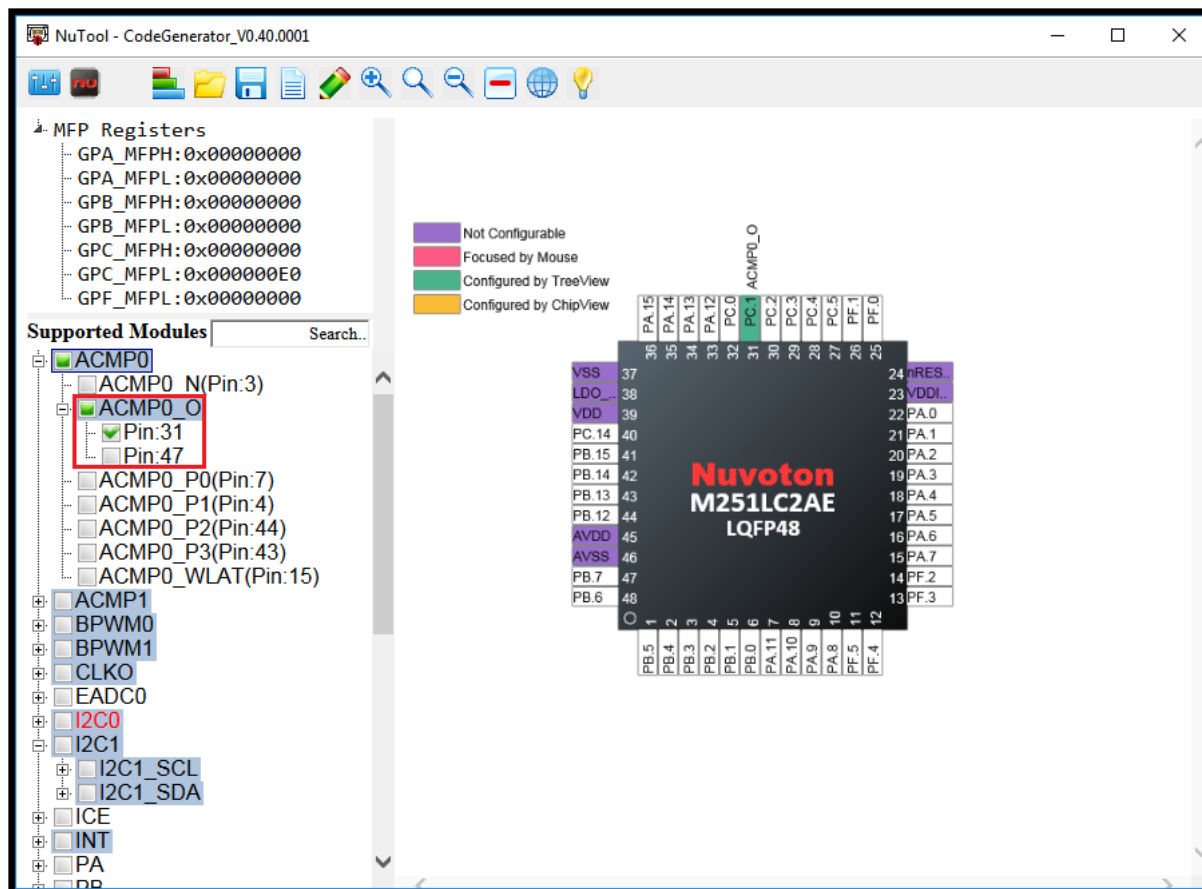 NuTool - CodeGenerator_V0.40.0001
nu
MFP Registers
GPA_MFPH:0x00000000
GPA_MFPL:0x00000000
GPB_MFPH:0x00000000
GPB_MFPL:0x00000000
GPC_MFPH:0x00000000
GPC_MFPL:0x000000E0
GPF_MFPL:0x00000000
Supported Modules Search..
ACMP0
ACMP0_N(Pin:3)
ACMP0_O
Pin:31
Pin:47
ACMP0_P0(Pin:7)
ACMP0_P1(Pin:4)
ACMP0_P2(Pin:44)
ACMP0_P3(Pin:43)
ACMP0_WLAT(Pin:15)
ACMP1
BPWM0
BPWM1
CLKO
EADC0
I2C0
I2C1
I2C1_SCL
I2C1_SDA
ICE
INT
PA
PB
Not Configurable
Focused by Mouse
Configured by TreeView
Configured by ChipView
ACMP0_O
PA.15 PA.14 PA.13 PA.12 PC.0 PC.1 PC.2 PC.3 PC.4 PC.5 PF.1 PF.0
36 35 34 33 32 31 30 29 28 27 26 25
VSS 37
LDO_.. 38
VDD 39
PC.14 40
PB.15 41
PB.14 42
PB.13 43
PB.12 44
AVDD 45
AVSS 46
PB.7 47
PB.6 48
Nuvoton
M251LC2AE
LQFP48
24 nRES..
23 VDDI..
22 PA.0
21 PA.1
20 PA.2
19 PA.3
18 PA.4
17 PA.5
16 PA.6
15 PA.7
14 PF.2
13 PF.3
1 2 3 4 5 6 7 8 9 10 11 12
PB.5 PB.4 PB.3 PB.2 PB.1 PB.0 PA.11 PA.10 PA.9 PA.8 PF.5 PF.4